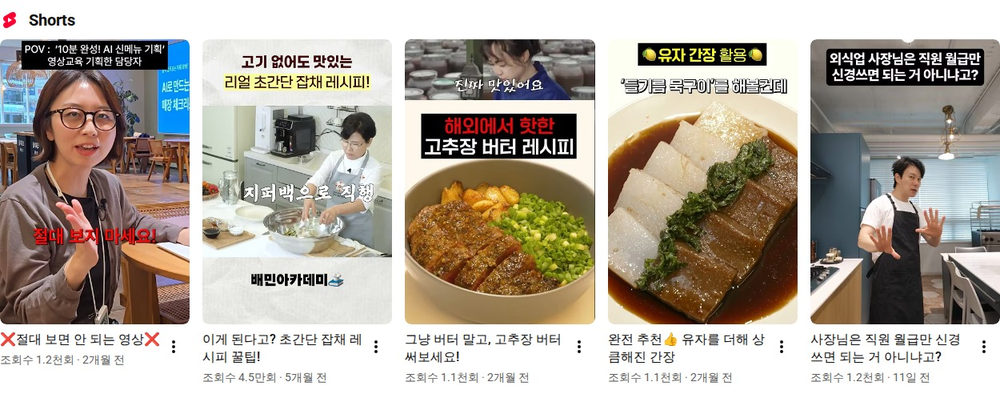 Shorts
POV : '10분 완성! AI 신메뉴 기획'
영상교육 기획한 담당자
AI로 만드는
매장 체크리
절대 보지 마세요!
❌절대 보면 안 되는 영상❌
조회수 1.2천회 · 2개월 전
고기 없어도 맛있는
리얼 초간단 잡채 레시피!
지퍼백으로 직행
배민아카데미
이게 된다고? 초간단 잡채 레
시피 꿀팁!
조회수 4.5만회 · 5개월 전
진짜 맛있어요
해외에서 핫한
고추장 버터 레시피
그냥 버터 말고, 고추장 버터
써보세요!
조회수 1.1천회 · 2개월 전
🍋유자 간장 활용🍋
'들기름 묵구이'를 해볼건데
완전 추천👍 유자를 더해 상
큼해진 간장
조회수 1.1천회 · 2개월 전
외식업 사장님은 직원 월급만
신경쓰면 되는 거 아니냐고?
사장님은 직원 월급만 신경
쓰면 되는 거 아니냐고?
조회수 1.2천회 · 11일 전